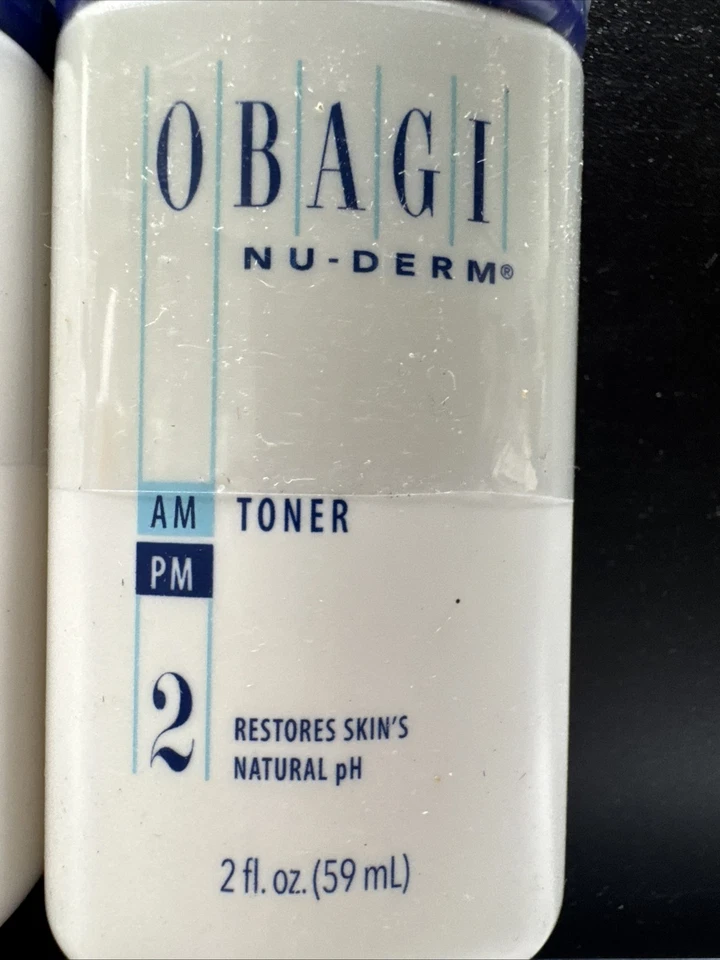 OBAGI
NU-DERM®
AM TONER
PM
2
RESTORES SKIN'S
NATURAL pH
2 fl. oz. (59 mL)